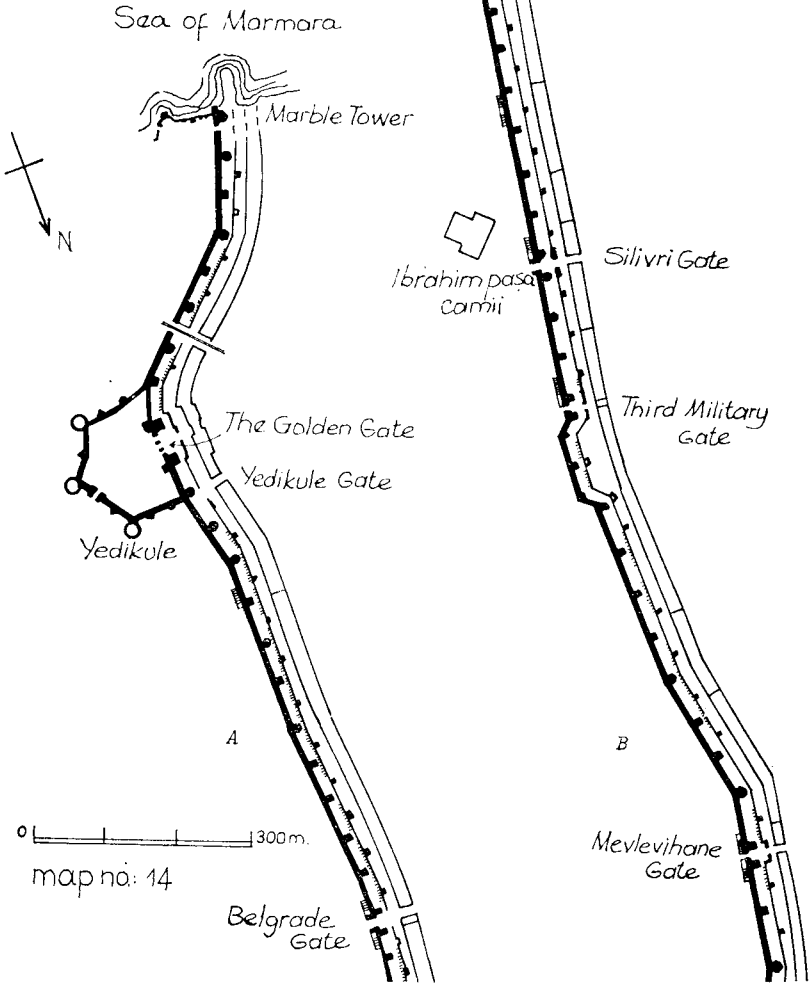 Sea of Marmara
Marble Tower
N
The Golden Gate
Yedikule Gate
Yedikule
A
0 300 m.
map no: 14
Belgrade
Gate
Silivri Gate
Ibrahim paşa
camii
Third Military
Gate
B
Mevlevihane
Gate